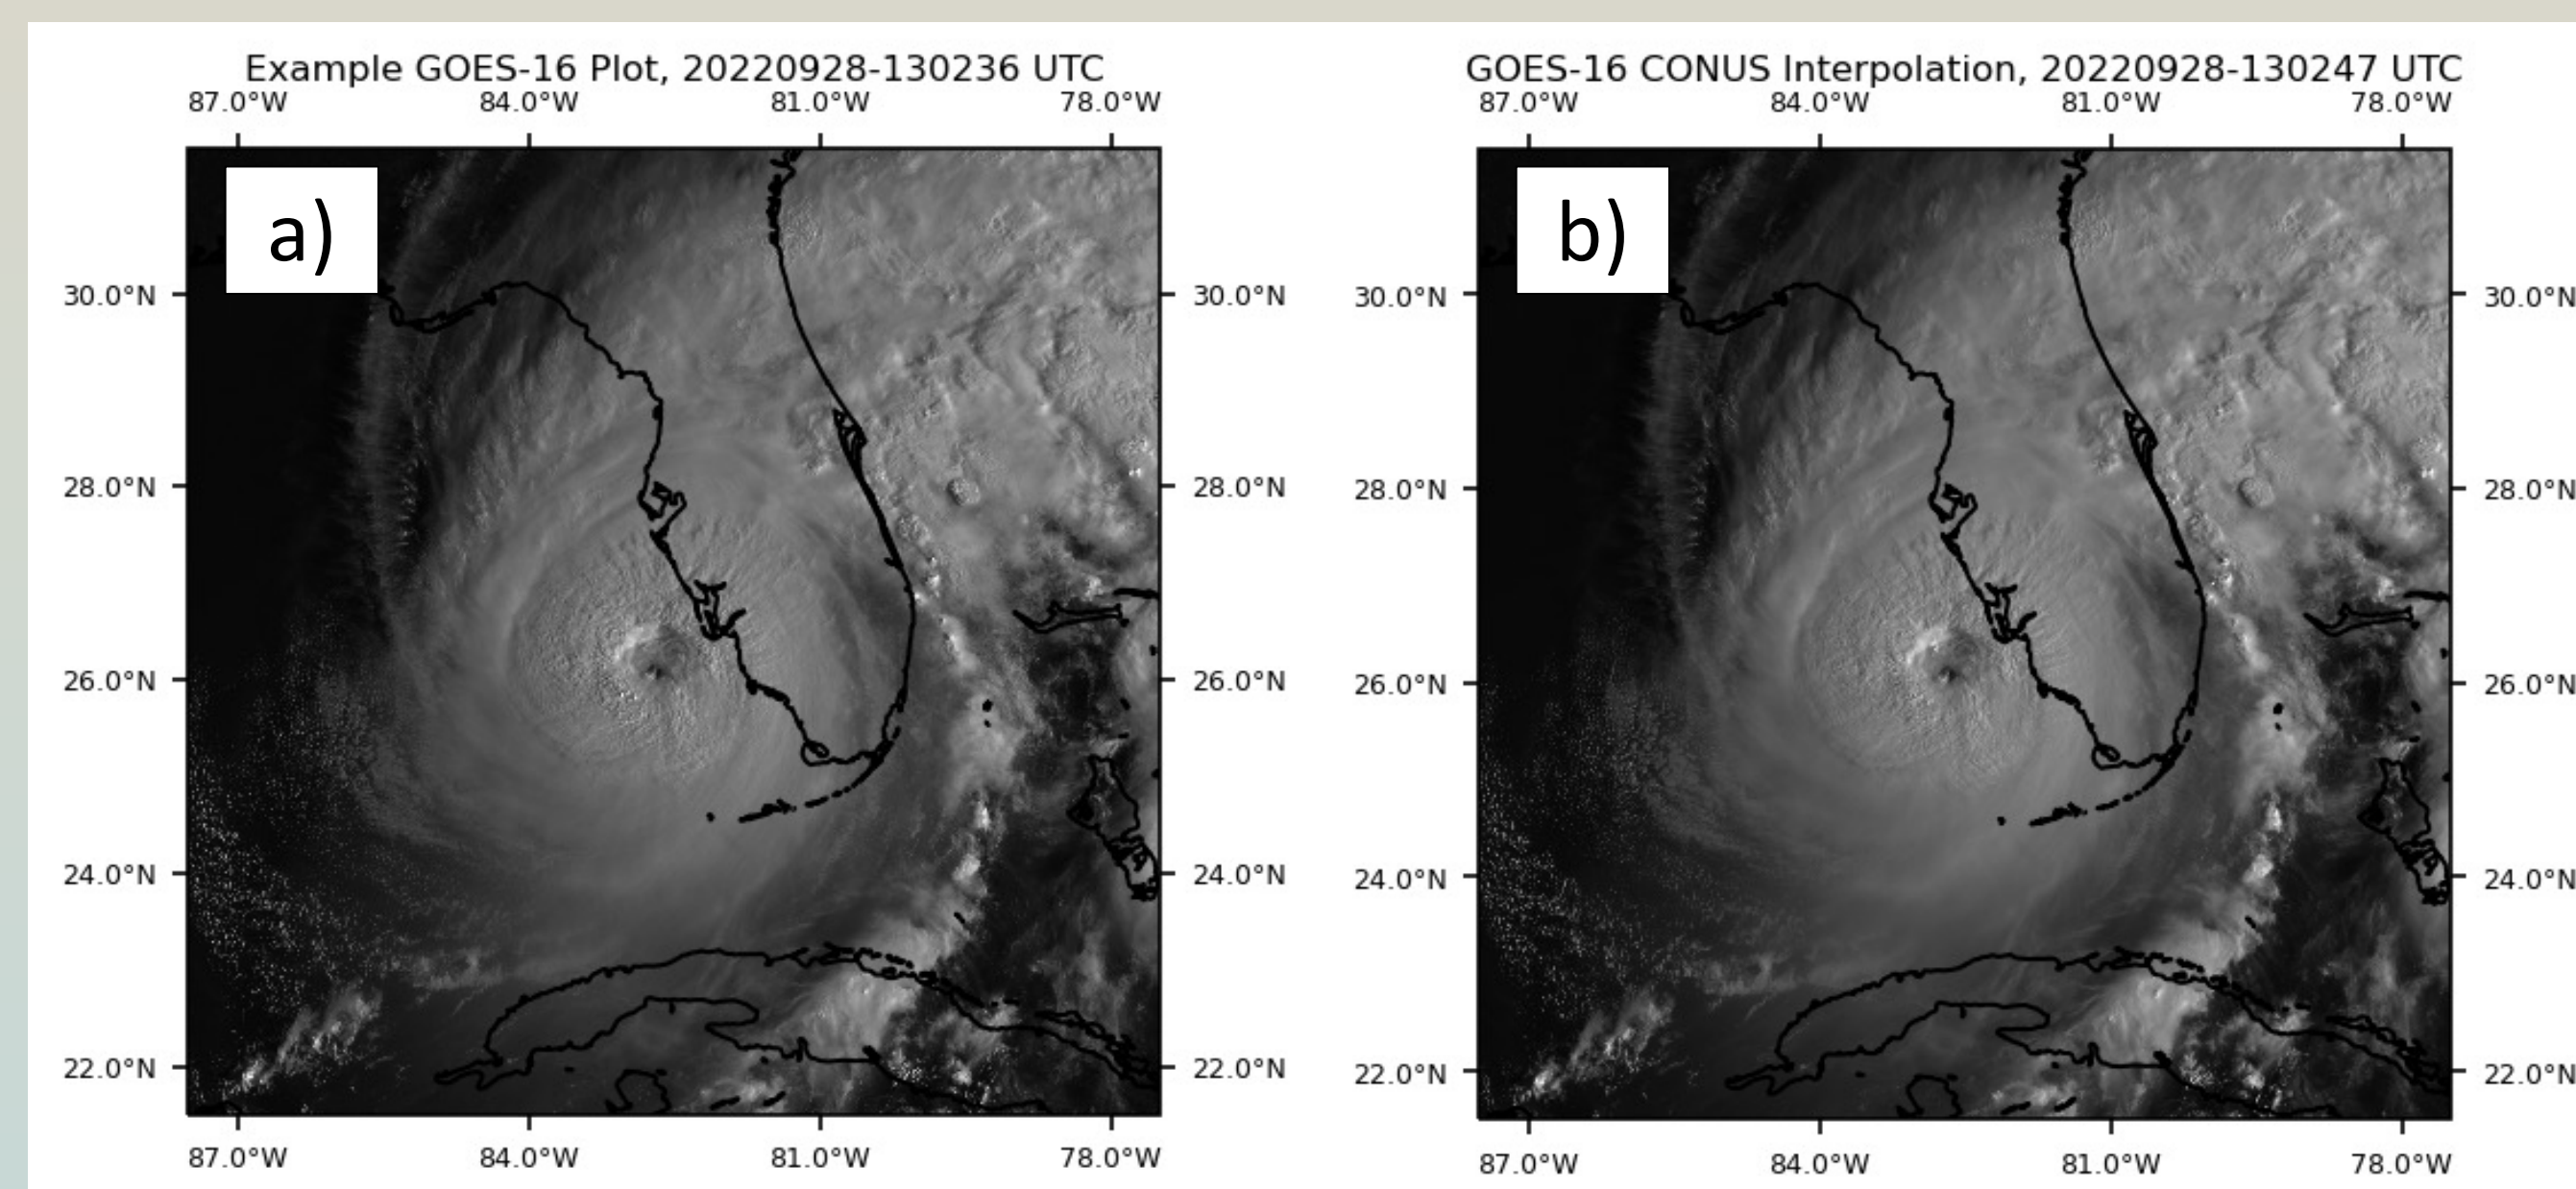 Example GOES-16 Plot, 20220928-130236 UTC
87.0°W 84.0°W 81.0°W 78.0°W
a)
30.0°N 30.0°N
28.0°N 28.0°N
26.0°N 26.0°N
24.0°N 24.0°N
22.0°N 22.0°N
87.0°W 84.0°W 81.0°W 78.0°W
GOES-16 CONUS Interpolation, 20220928-130247 UTC
87.0°W 84.0°W 81.0°W 78.0°W
b)
30.0°N 30.0°N
28.0°N 28.0°N
26.0°N 26.0°N
24.0°N 24.0°N
22.0°N 22.0°N
87.0°W 84.0°W 81.0°W 78.0°W